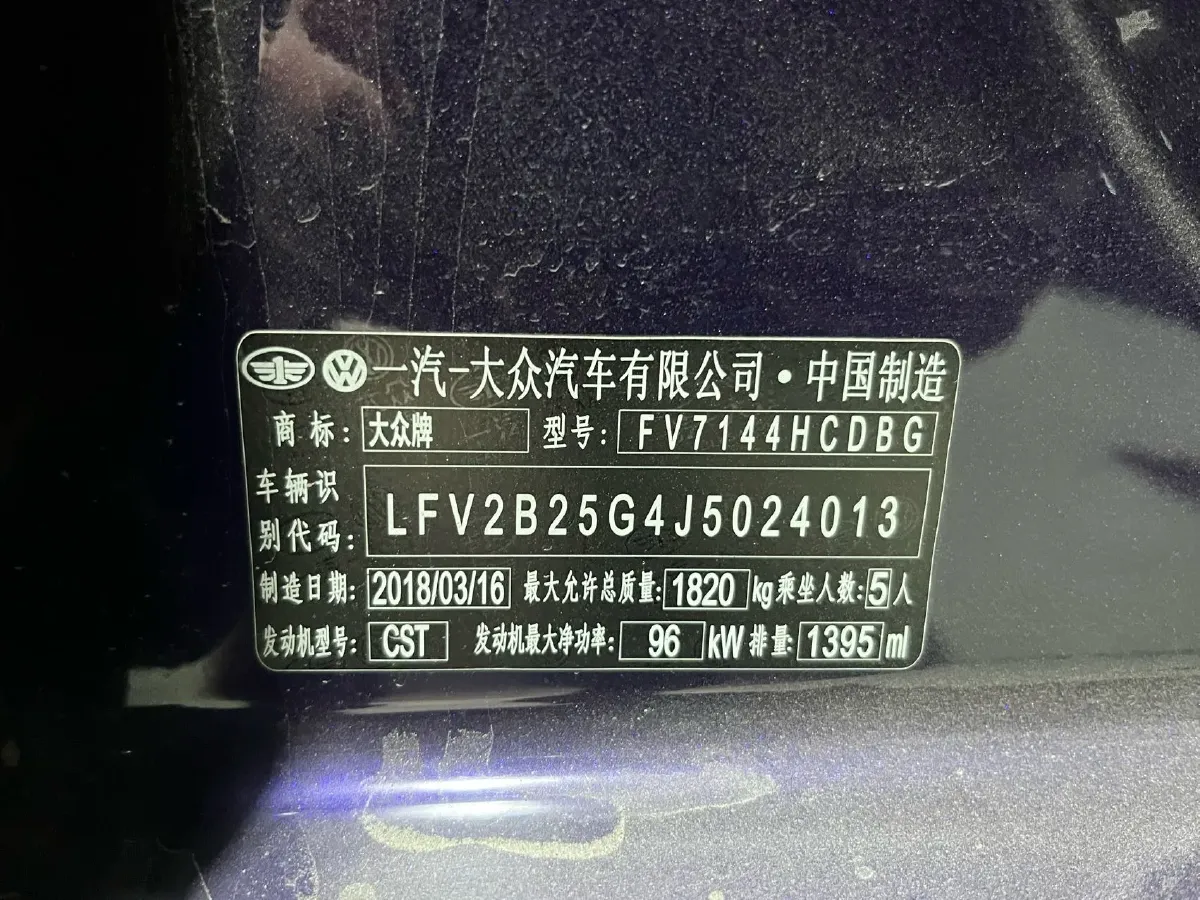 一汽-大众汽车有限公司·中国制造
商标: 大众牌 型号: FV7144HCDBG
车辆识别代码: LFV2B25G4J5024013
制造日期: 2018/03/16 最大允许总质量: 1820 kg 乘坐人数: 5 人
发动机型号: CST 发动机最大净功率: 96 kW 排量: 1395 ml